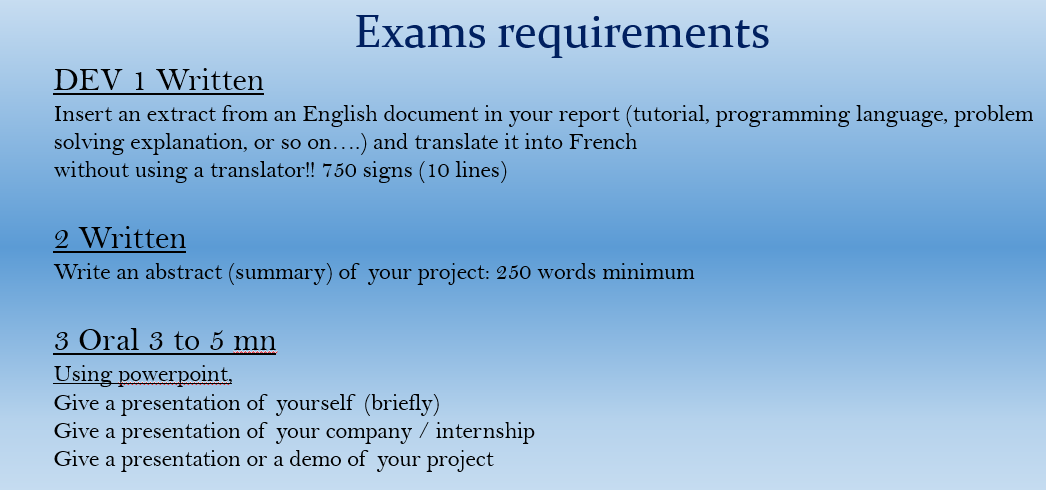 Exams requirements
DEV 1 Written
Insert an extract from an English document in your report (tutorial, programming language, problem
solving explanation, or so on….) and translate it into French
without using a translator!! 750 signs (10 lines)
2 Written
Write an abstract (summary) of your project: 250 words minimum
3 Oral 3 to 5 mn
Using powerpoint,
Give a presentation of yourself (briefly)
Give a presentation of your company / internship
Give a presentation or a demo of your project